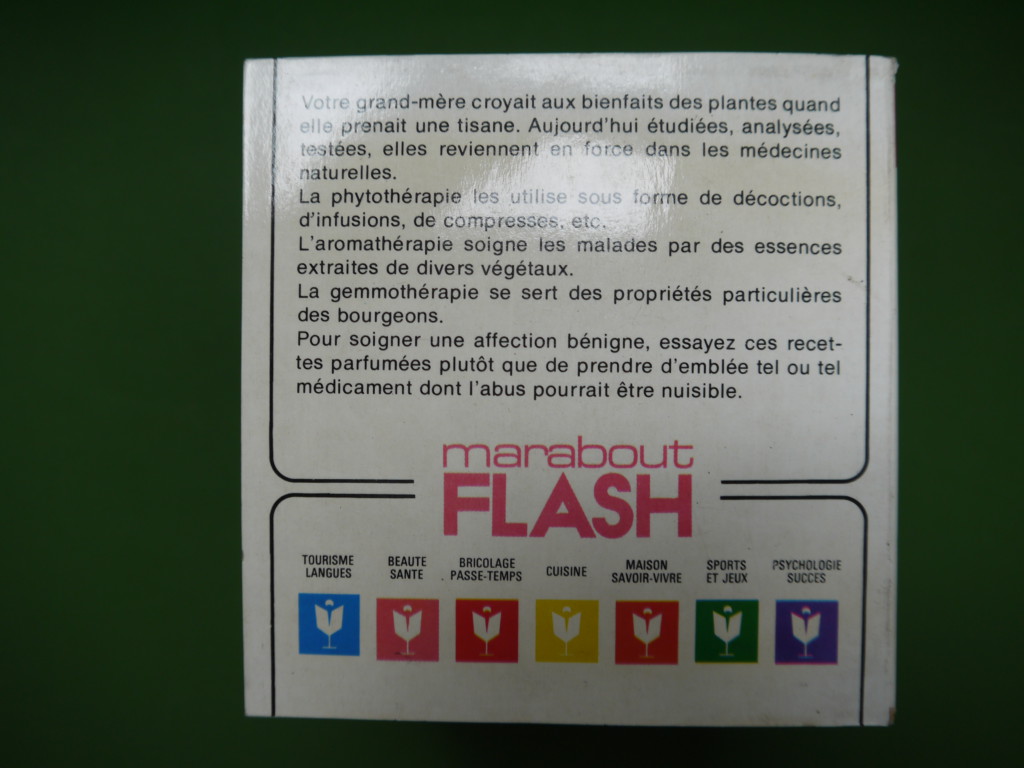 Votre grand-mère croyait aux bienfaits des plantes quand
elle prenait une tisane. Aujourd'hui étudiées, analysées,
testées, elles reviennent en force dans les médecines
naturelles.
La phytothérapie les utilise sous forme de décoctions,
d'infusions, de compresses, etc.
L'aromathérapie soigne les malades par des essences
extraites de divers végétaux.
La gemmothérapie se sert des propriétés particulières
des bourgeons.
Pour soigner une affection bénigne, essayez ces recet-
tes parfumées plutôt que de prendre d'emblée tel ou tel
médicament dont l'abus pourrait être nuisible.
marabout
FLASH
TOURISME
LANGUES
BEAUTE
SANTE
BRICOLAGE
PASSE-TEMPS
CUISINE
MAISON
SAVOIR-VIVRE
SPORTS
ET JEUX
PSYCHOLOGIE
SUCCES